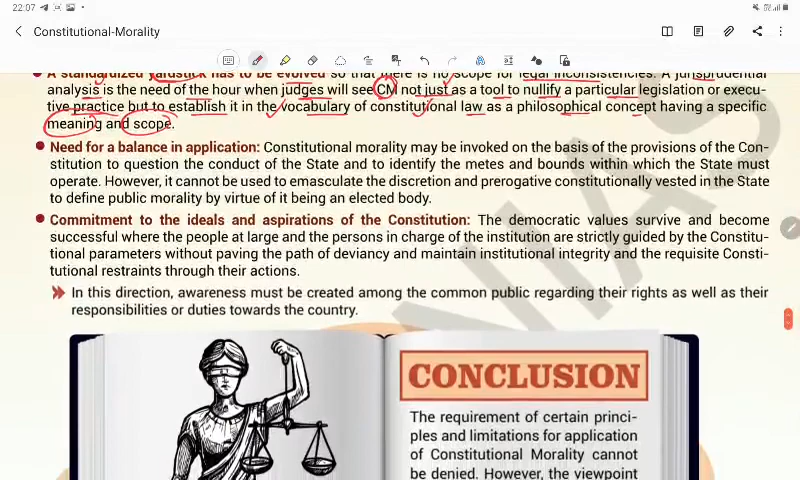 22:07
Constitutional-Morality
A standardized yardstick has to be evolved so that there is no scope for legal inconsistencies. A jurisprudential
analysis is the need of the hour when judges will see CM not just as a tool to nullify a particular legislation or execu-
tive practice but to establish it in the vocabulary of constitutional law as a philosophical concept having a specific
meaning and scope.
Need for a balance in application: Constitutional morality may be invoked on the basis of the provisions of the Con-
stitution to question the conduct of the State and to identify the metes and bounds within which the State must
operate. However, it cannot be used to emasculate the discretion and prerogative constitutionally vested in the State
to define public morality by virtue of it being an elected body.
Commitment to the ideals and aspirations of the Constitution: The democratic values survive and become
successful where the people at large and the persons in charge of the institution are strictly guided by the Constitu-
tional parameters without paving the path of deviancy and maintain institutional integrity and the requisite Consti-
tutional restraints through their actions.
In this direction, awareness must be created among the common public regarding their rights as well as their
responsibilities or duties towards the country.
CONCLUSION
The requirement of certain princi-
ples and limitations for application
of Constitutional Morality cannot
be denied. However, the viewpoint